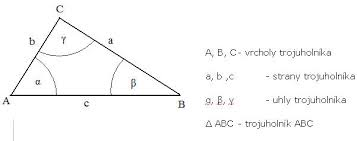 C
b
γ
a
α
β
A
c
B
A, B, C - vrcholy trojuholníka
a, b ,c - strany trojuholníka
α, β, γ - uhly trojuholníka
Δ ABC - trojuholník ABC